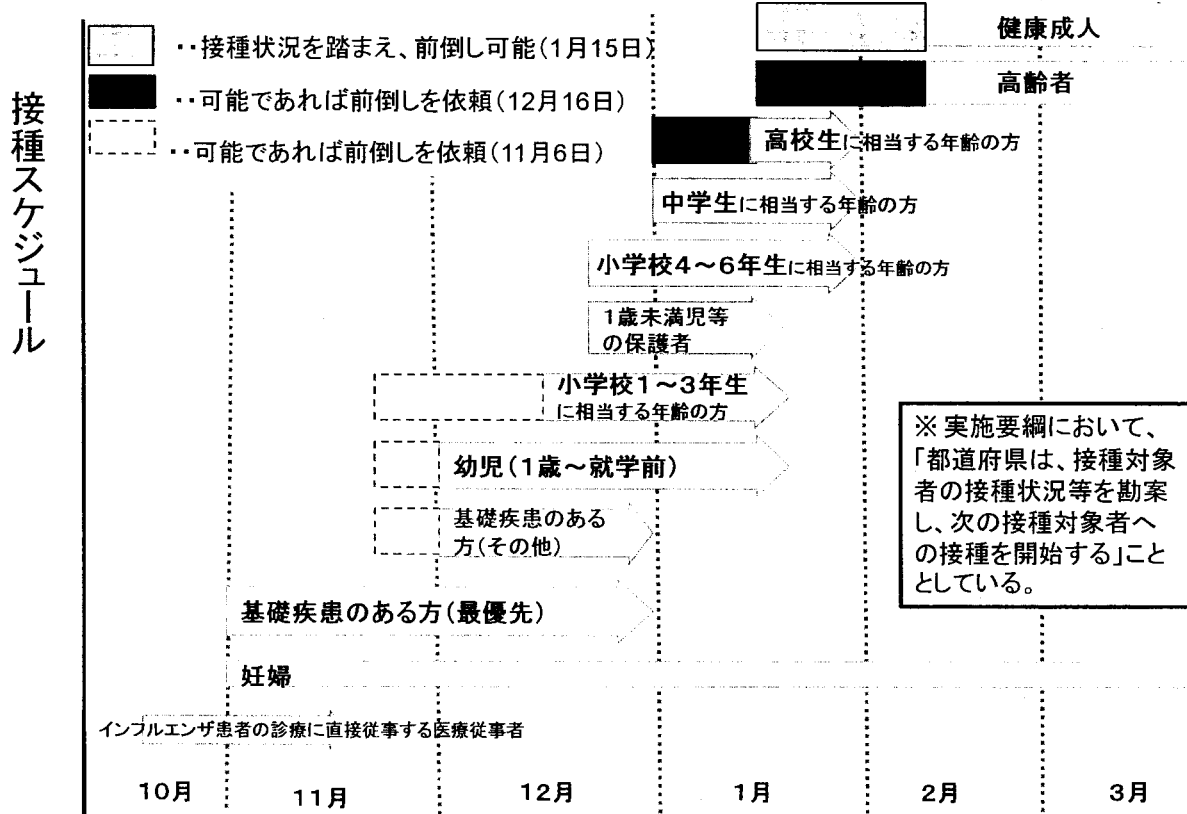 接種スケジュール
・・接種状況を踏まえ、前倒し可能(1月15日)
・・可能であれば前倒しを依頼(12月16日)
・・可能であれば前倒しを依頼(11月6日)
健康成人
高齢者
高校生に相当する年齢の方
中学生に相当する年齢の方
小学校4～6年生に相当する年齢の方
1歳未満児等
の保護者
小学校1～3年生
に相当する年齢の方
幼児(1歳～就学前)
基礎疾患のある
方(その他)
基礎疾患のある方(最優先)
妊婦
インフルエンザ患者の診療に直接従事する医療従事者
※ 実施要綱において、
「都道府県は、接種対象
者の接種状況等を勘案
し、次の接種対象者へ
の接種を開始する」こと
としている。
10月
11月
12月
1月
2月
3月